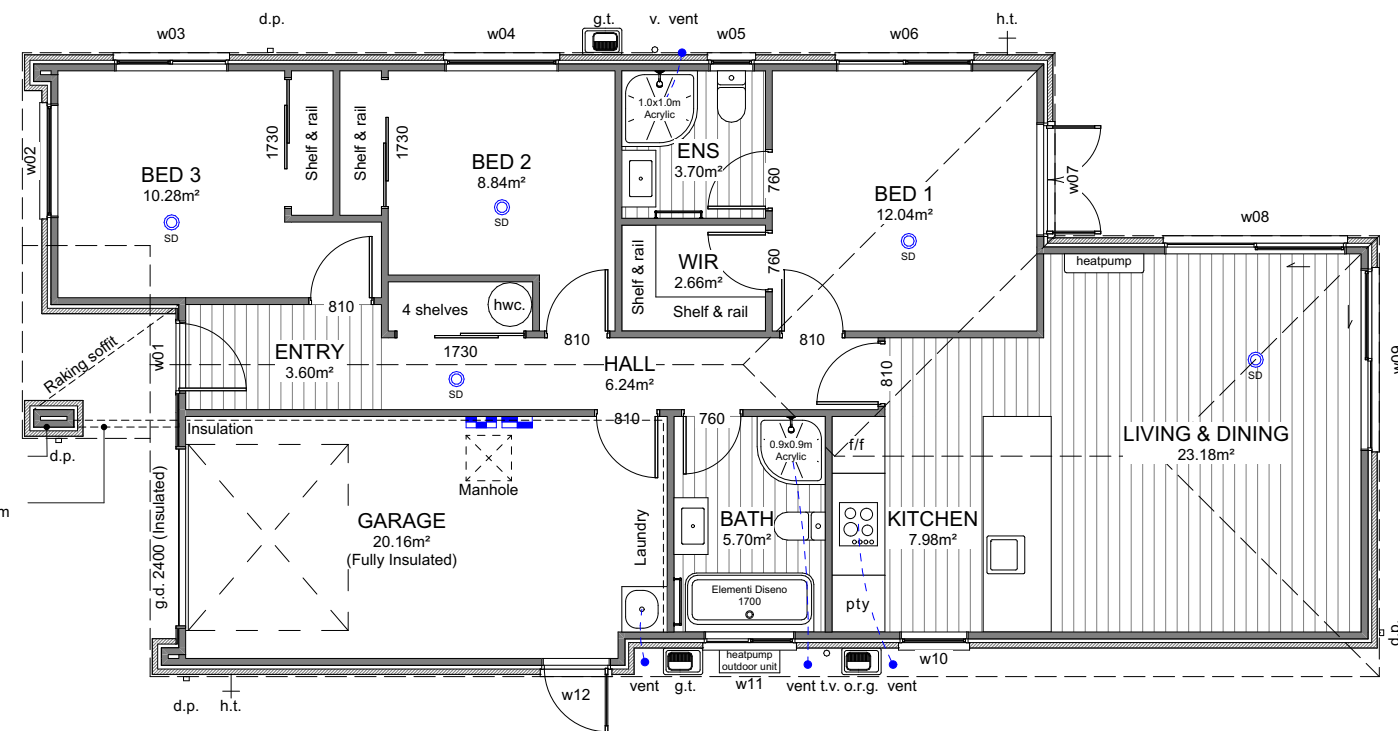 d.p.
g.t.
v. vent
h.t.
w03
w04
w05
w06
w02
1730
Shelf & rail
Shelf & rail
1730
1.0x1.0m
Acrylic
BED 3
10.28m²
SD
BED 2
8.84m²
SD
ENS
3.70m²
760
BED 1
12.04m²
SD
w07
w08
heatpump
Shelf & rail
WIR
2.66m²
Shelf & rail
760
4 shelves
hwc.
810
1730
810
810
Raking soffit
w01
ENTRY
3.60m²
SD
HALL
6.24m²
810
SD
w09
d.p.
m
Insulation
810
760
0.9x0.9m
Acrylic
f/f
LIVING & DINING
23.18m²
Manhole
g.d. 2400 (Insulated)
GARAGE
20.16m²
(Fully Insulated)
Laundry
BATH
5.70m²
KITCHEN
7.98m²
Elementi Diseno
1700
pty
d.p.
heatpump
outdoor unit
w10
w12
vent
g.t.
w11
vent
t.v.
o.r.g.
vent
d.p.
h.t.